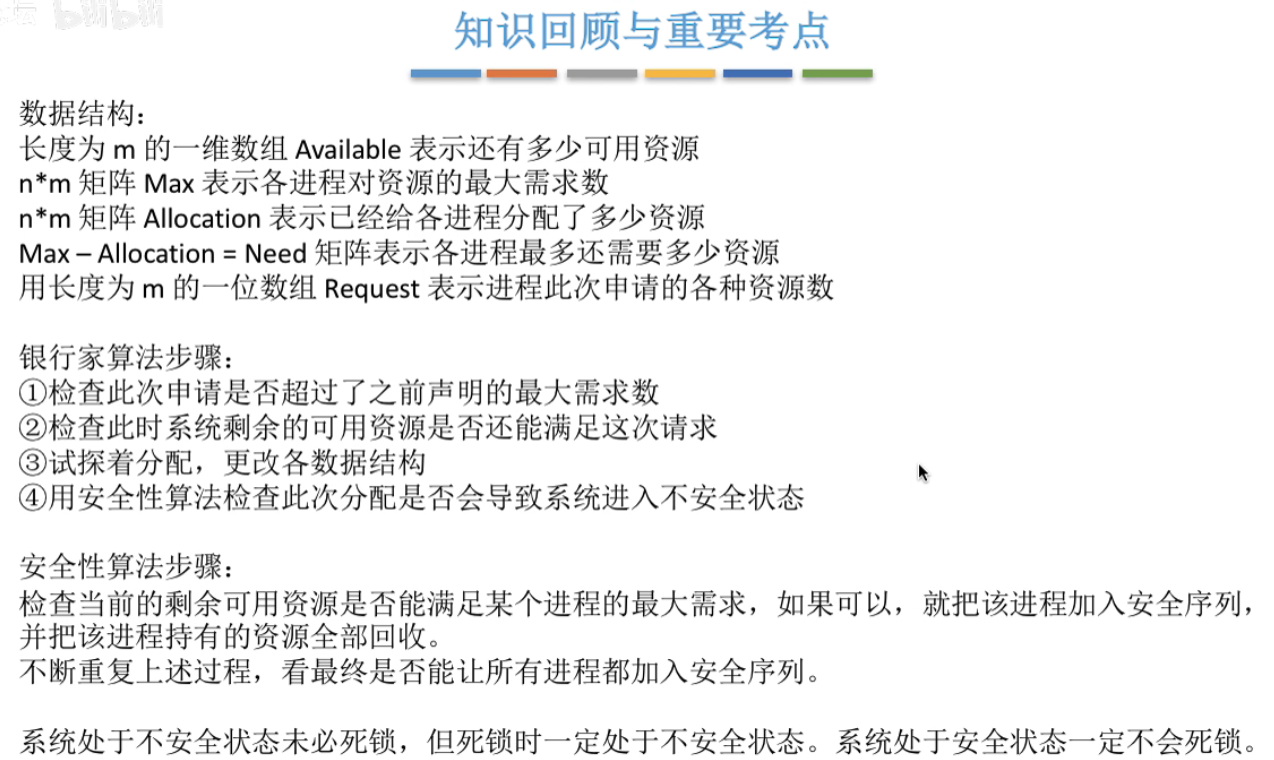 坛 bilibili
知识回顾与重要考点
数据结构：
长度为 m 的一维数组 Available 表示还有多少可用资源
n*m 矩阵 Max 表示各进程对资源的最大需求数
n*m 矩阵 Allocation 表示已经给各进程分配了多少资源
Max – Allocation = Need 矩阵表示各进程最多还需要多少资源
用长度为 m 的一位数组 Request 表示进程此次申请的各种资源数
银行家算法步骤：
①检查此次申请是否超过了之前声明的最大需求数
②检查此时系统剩余的可用资源是否还能满足这次请求
③试探着分配，更改各数据结构
④用安全性算法检查此次分配是否会导致系统进入不安全状态
安全性算法步骤：
检查当前的剩余可用资源是否能满足某个进程的最大需求，如果可以，就把该进程加入安全序列，
并把该进程持有的资源全部回收。
不断重复上述过程，看最终是否能让所有进程都加入安全序列。
系统处于不安全状态未必死锁，但死锁时一定处于不安全状态。系统处于安全状态一定不会死锁。